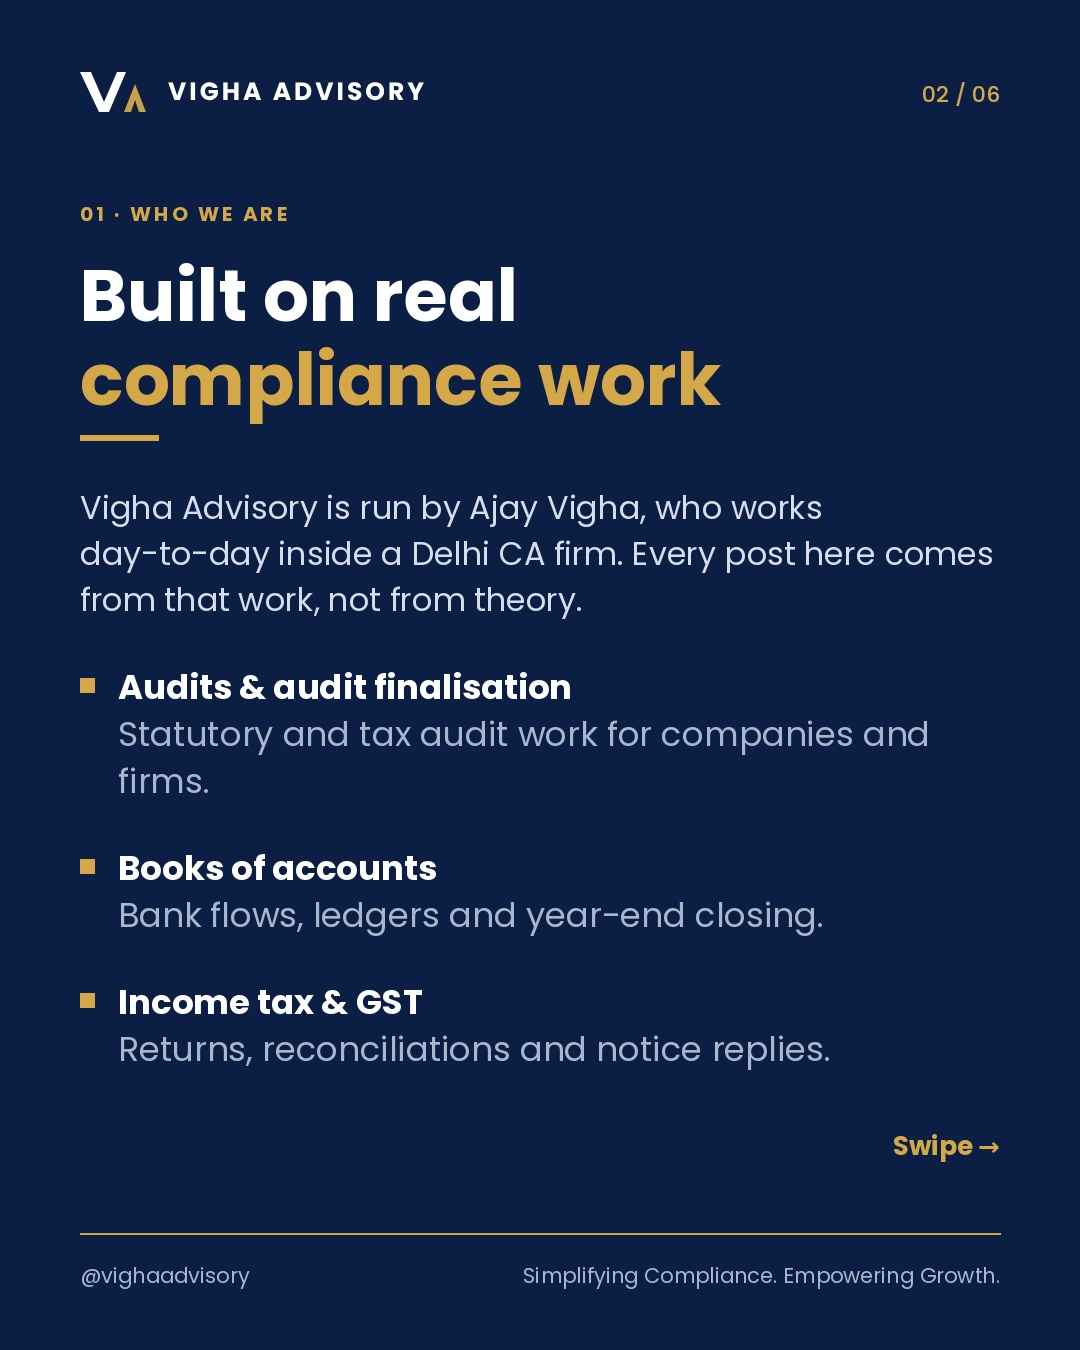 VIGHA ADVISORY
02 / 06
01 · WHO WE ARE
Built on real
compliance work
Vigha Advisory is run by Ajay Vigha, who works
day-to-day inside a Delhi CA firm. Every post here comes
from that work, not from theory.
Audits & audit finalisation
Statutory and tax audit work for companies and
firms.
Books of accounts
Bank flows, ledgers and year-end closing.
Income tax & GST
Returns, reconciliations and notice replies.
Swipe →
@vighaadvisory
Simplifying Compliance. Empowering Growth.